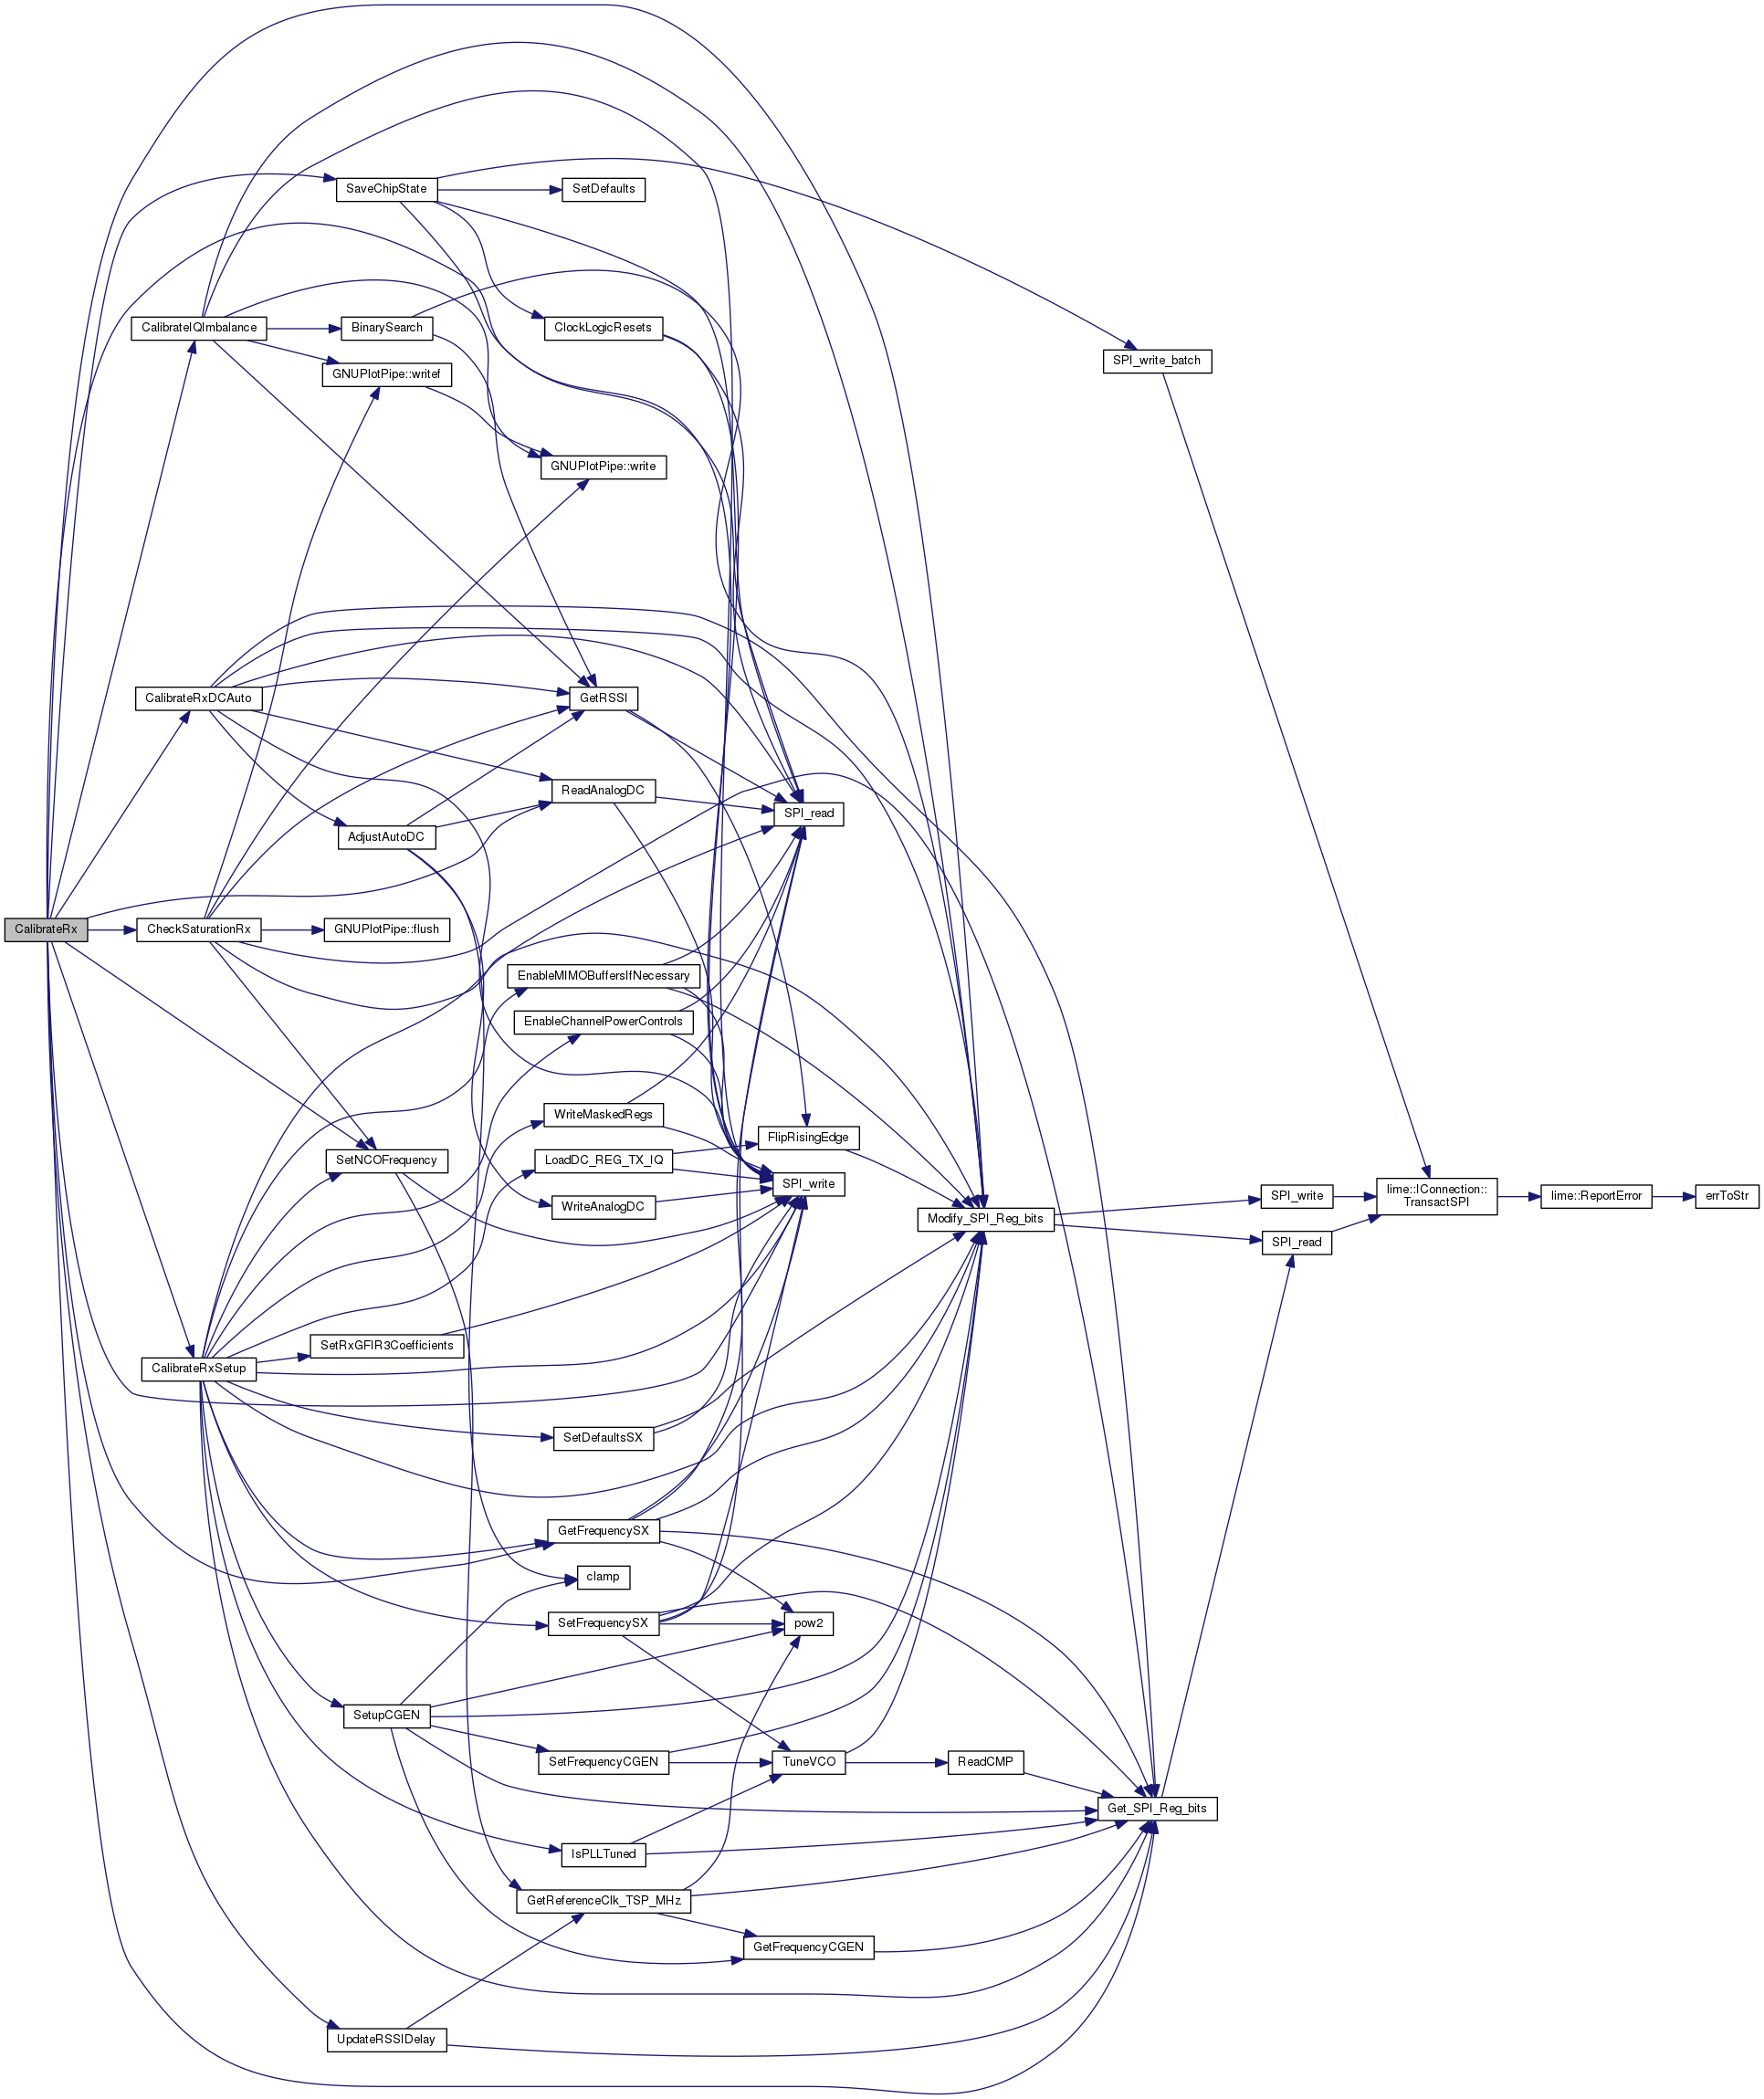 SaveChipState
SetDefaults
CalibrateIQImbalance
BinarySearch
ClockLogicResets
SPI_write_batch
GNUPlotPipe::writef
GNUPlotPipe::write
CalibrateRxDCAuto
GetRSSI
ReadAnalogDC
SPI_read
AdjustAutoDC
CalibrateRx
CheckSaturationRx
GNUPlotPipe::flush
EnableMIMOBuffersIfNecessary
EnableChannelPowerControls
WriteMaskedRegs
FlipRisingEdge
SetNCOFrequency
LoadDC_REG_TX_IQ
SPI_write
WriteAnalogDC
Modify_SPI_Reg_bits
SPI_write
lime::IConnection::
TransactSPI
lime::ReportError
errToStr
SPI_read
SetRxGFIR3Coefficients
CalibrateRxSetup
SetDefaultsSX
GetFrequencySX
clamp
SetFrequencySX
pow2
SetupCGEN
SetFrequencyCGEN
TuneVCO
ReadCMP
Get_SPI_Reg_bits
IsPLLTuned
GetReferenceClk_TSP_MHz
GetFrequencyCGEN
UpdateRSSIDelay